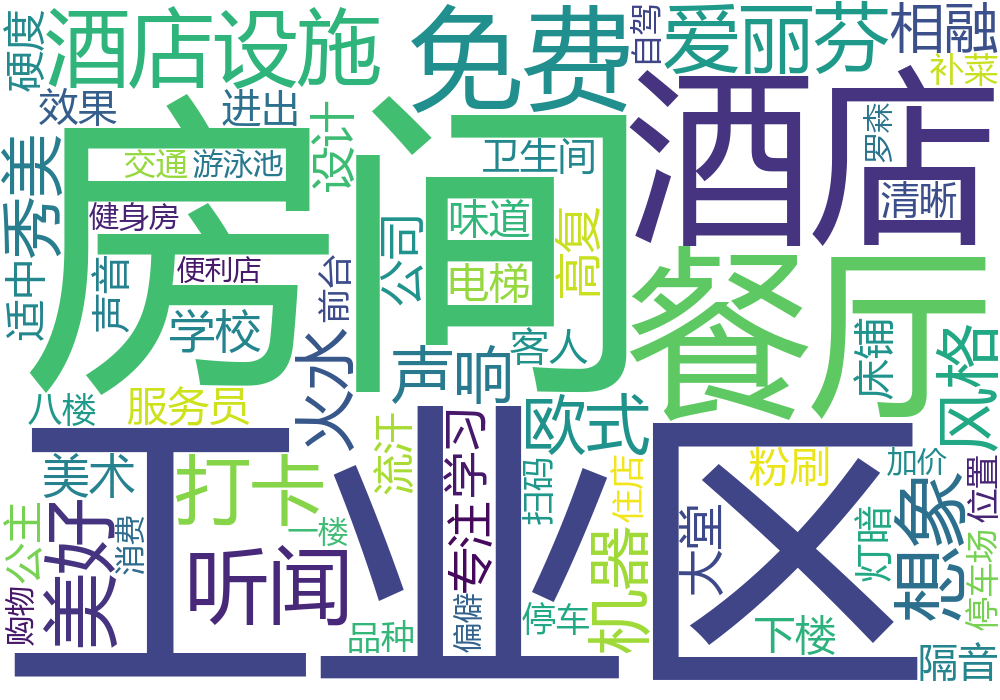 硬度
酒店设施
免费
自驾
爱丽芬
相融
补菜
效果
进出
设计
房间
酒店
罗森
清晰
秀美
交通
游泳池
卫生间
健身房
味道
公司
高复
适中
声音
便利店
前台
电梯
餐厅
学校
火水
声响
客人
床铺
风格
八楼
服务员
工业区
流汗
专注学习
欧式
美术
打卡
扫码
住店
粉刷
加价
位置
公主
美好
消费
一楼
听闻
机器
大堂
灯暗
想象
停车场
购物
品种
偏僻
停车
下楼
隔音